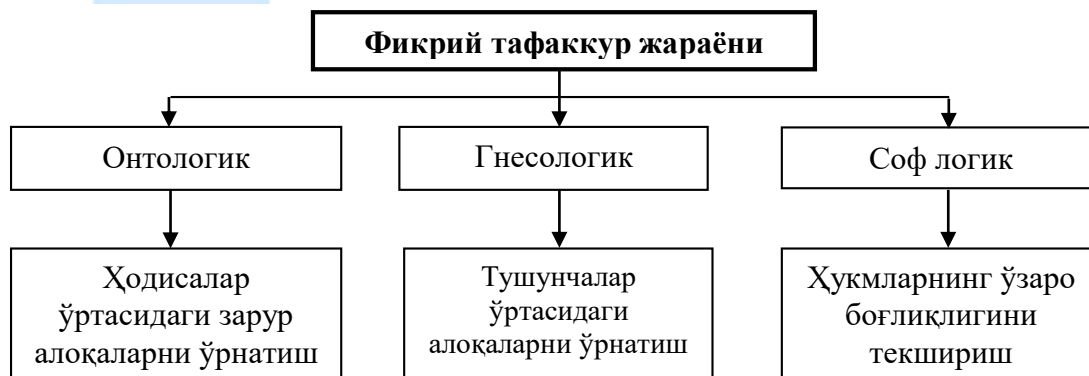 Фикрий тафаккур жараёни
Онтологик
Гнесологик
Соф логик
Ҳодисалар
ўртасидаги зарур
алоқаларни ўрнатиш
Тушунчалар
ўртасидаги
алоқаларни ўрнатиш
Ҳукмларнинг ўзаро
боғлиқлигини
текшириш